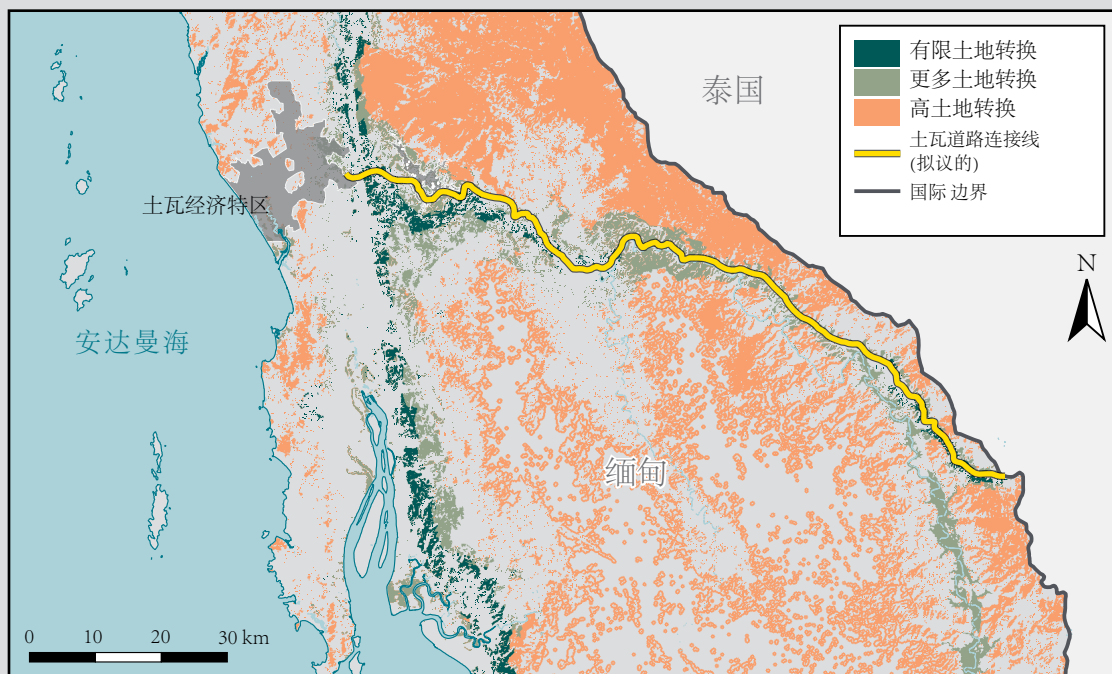 泰国
有限土地转换
更多土地转换
高土地转换
土瓦道路连接线
(拟议的)
国际 边界
土瓦经济特区
N
安达曼海
缅甸
0 10 20 30 km